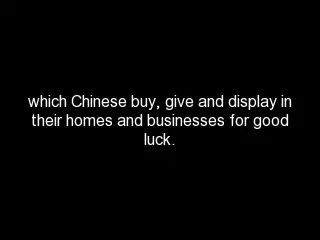 which Chinese buy, give and display in
their homes and businesses for good
luck.